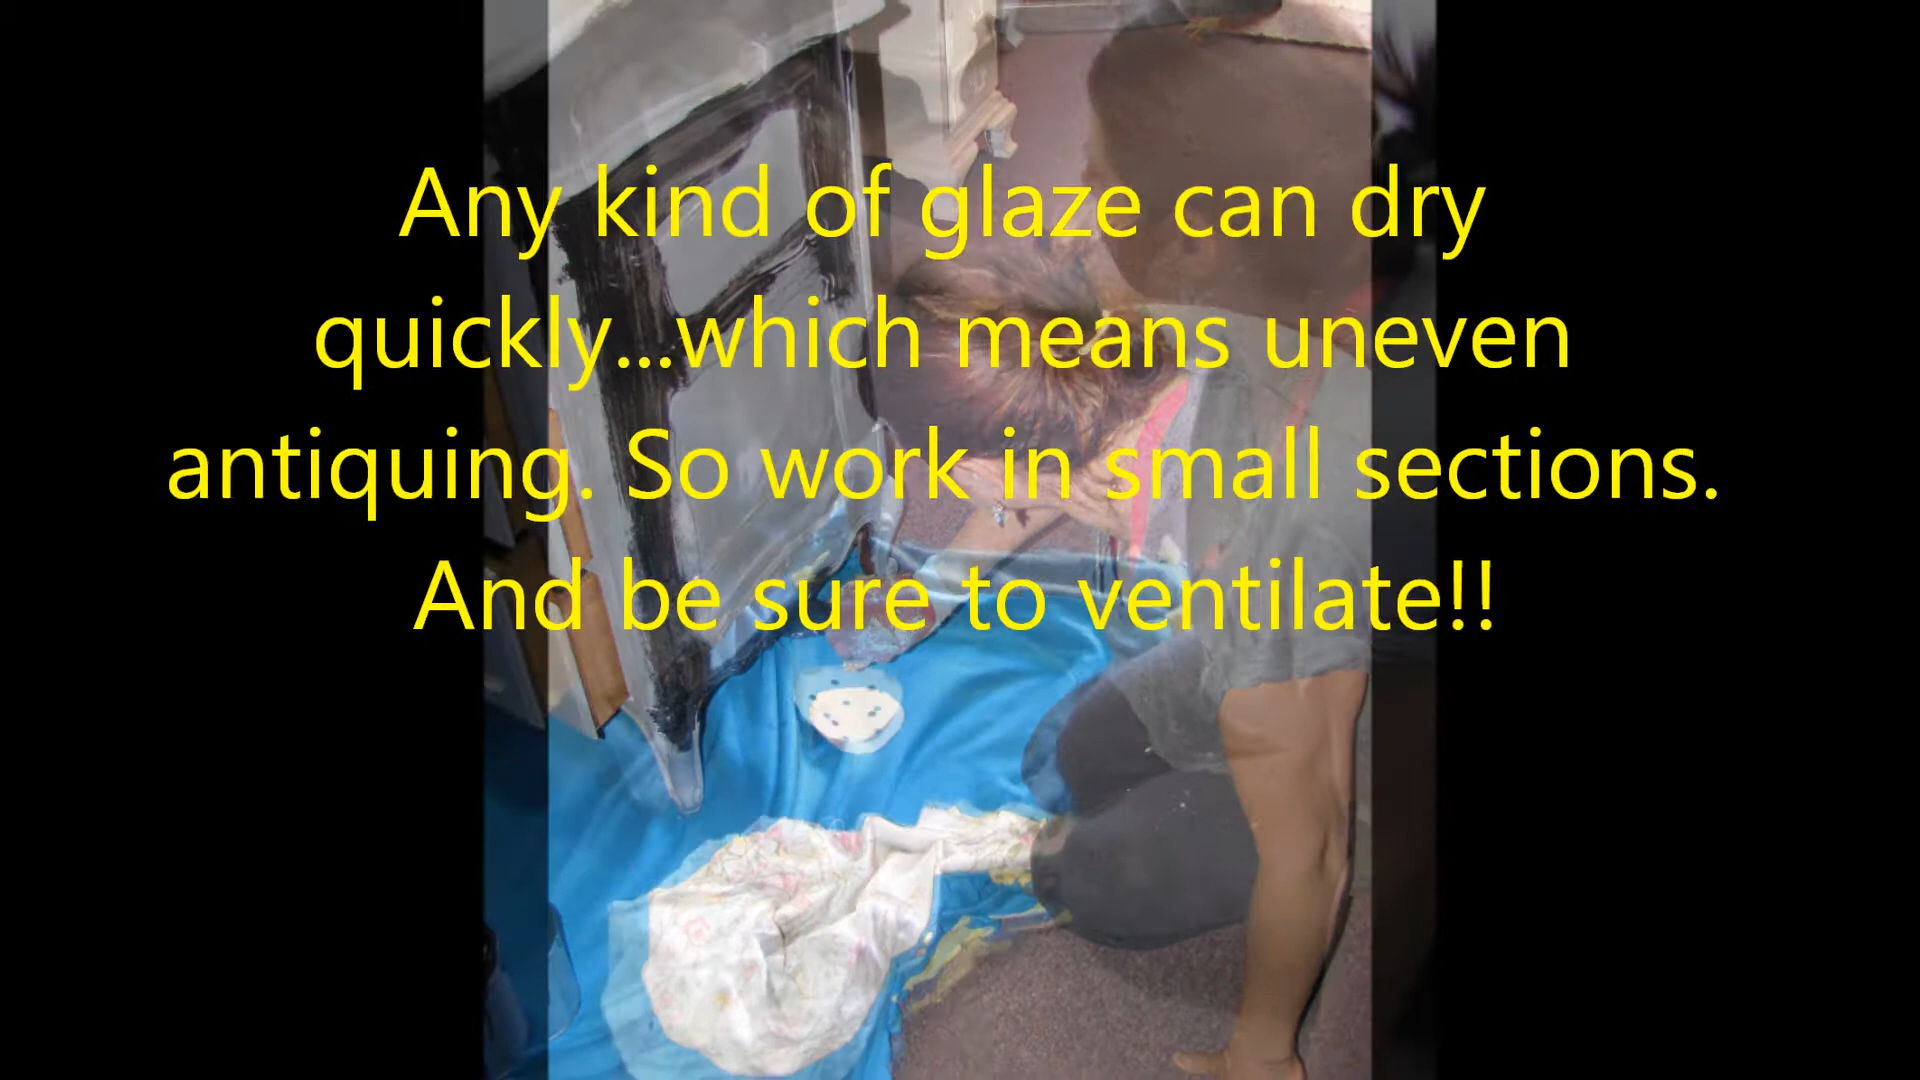 Any kind of glaze can dry
quickly...which means uneven
antiquing. So work in small sections.
And be sure to ventilate!!